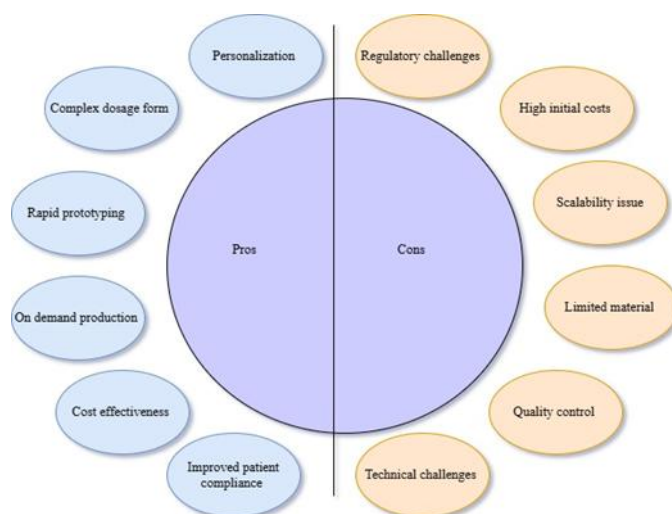 Personalization
Complex dosage form
Rapid prototyping
On demand production
Cost effectiveness
Improved patient
compliance
Pros
Cons
Regulatory challenges
High initial costs
Scalability issue
Limited material
Quality control
Technical challenges